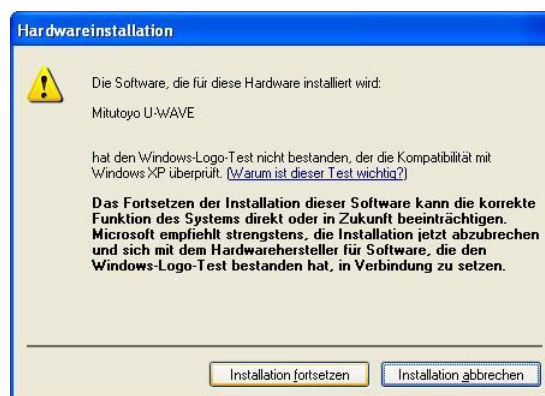 Hardwareinstallation
Die Software, die für diese Hardware installiert wird:
Mitutoyo U-WAVE
hat den Windows-Logo-Test nicht bestanden, der die Kompatibilität mit
Windows XP überprüft. (Warum ist dieser Test wichtig?)
Das Fortsetzen der Installation dieser Software kann die korrekte
Funktion des Systems direkt oder in Zukunft beeinträchtigen.
Microsoft empfiehlt strengstens, die Installation jetzt abzubrechen
und sich mit dem Hardwarehersteller für Software, die den
Windows-Logo-Test bestanden hat, in Verbindung zu setzen.
Installation fortsetzen Installation abbrechen